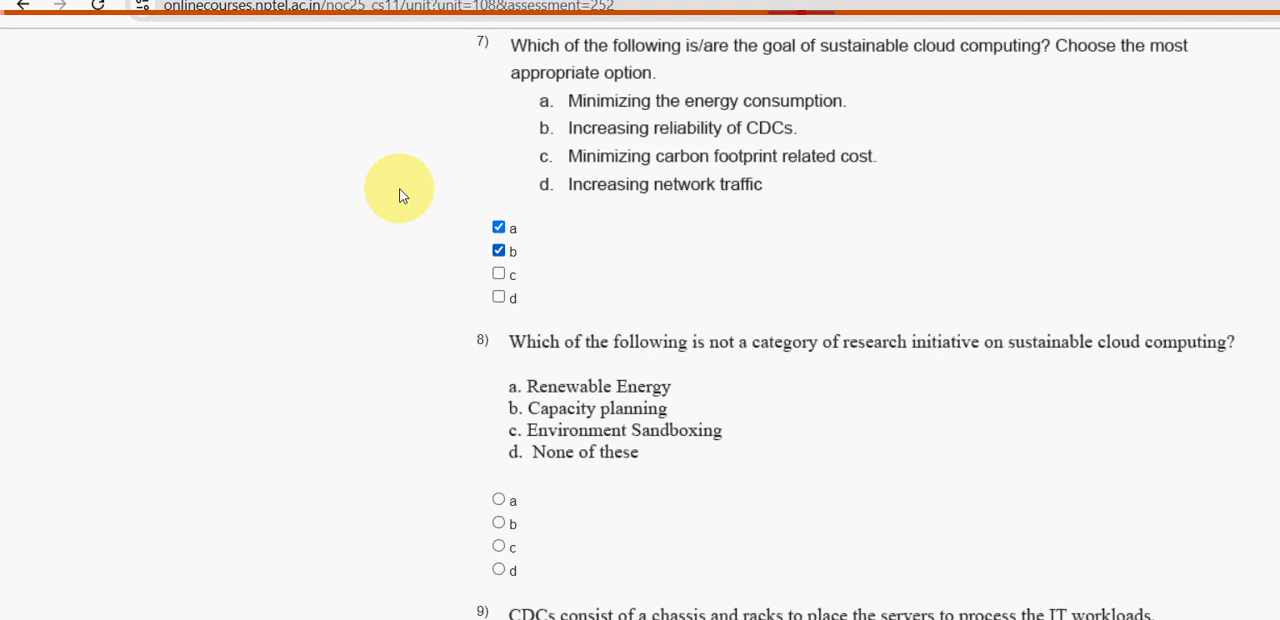 onlinecourses.nptel.ac.in/noc25_cs11/unit?unit=108&assessment=252
7) Which of the following is/are the goal of sustainable cloud computing? Choose the most
appropriate option.
a. Minimizing the energy consumption.
b. Increasing reliability of CDCs.
c. Minimizing carbon footprint related cost.
d. Increasing network traffic
a
b
c
d
8) Which of the following is not a category of research initiative on sustainable cloud computing?
a. Renewable Energy
b. Capacity planning
c. Environment Sandboxing
d. None of these
a
b
c
d
9) CDCs consist of a chassis and racks to place the servers to process the IT workloads.